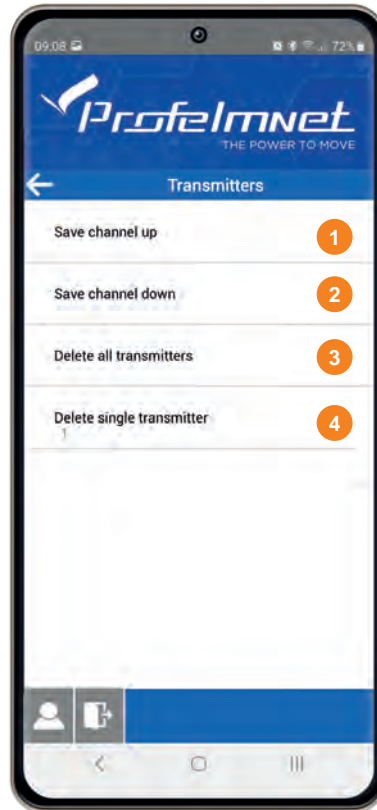 09:08 72%
Profelmnet
THE POWER TO MOVE
Transmitters
Save channel up 1
Save channel down 2
Delete all transmitters 3
Delete single transmitter 4
1